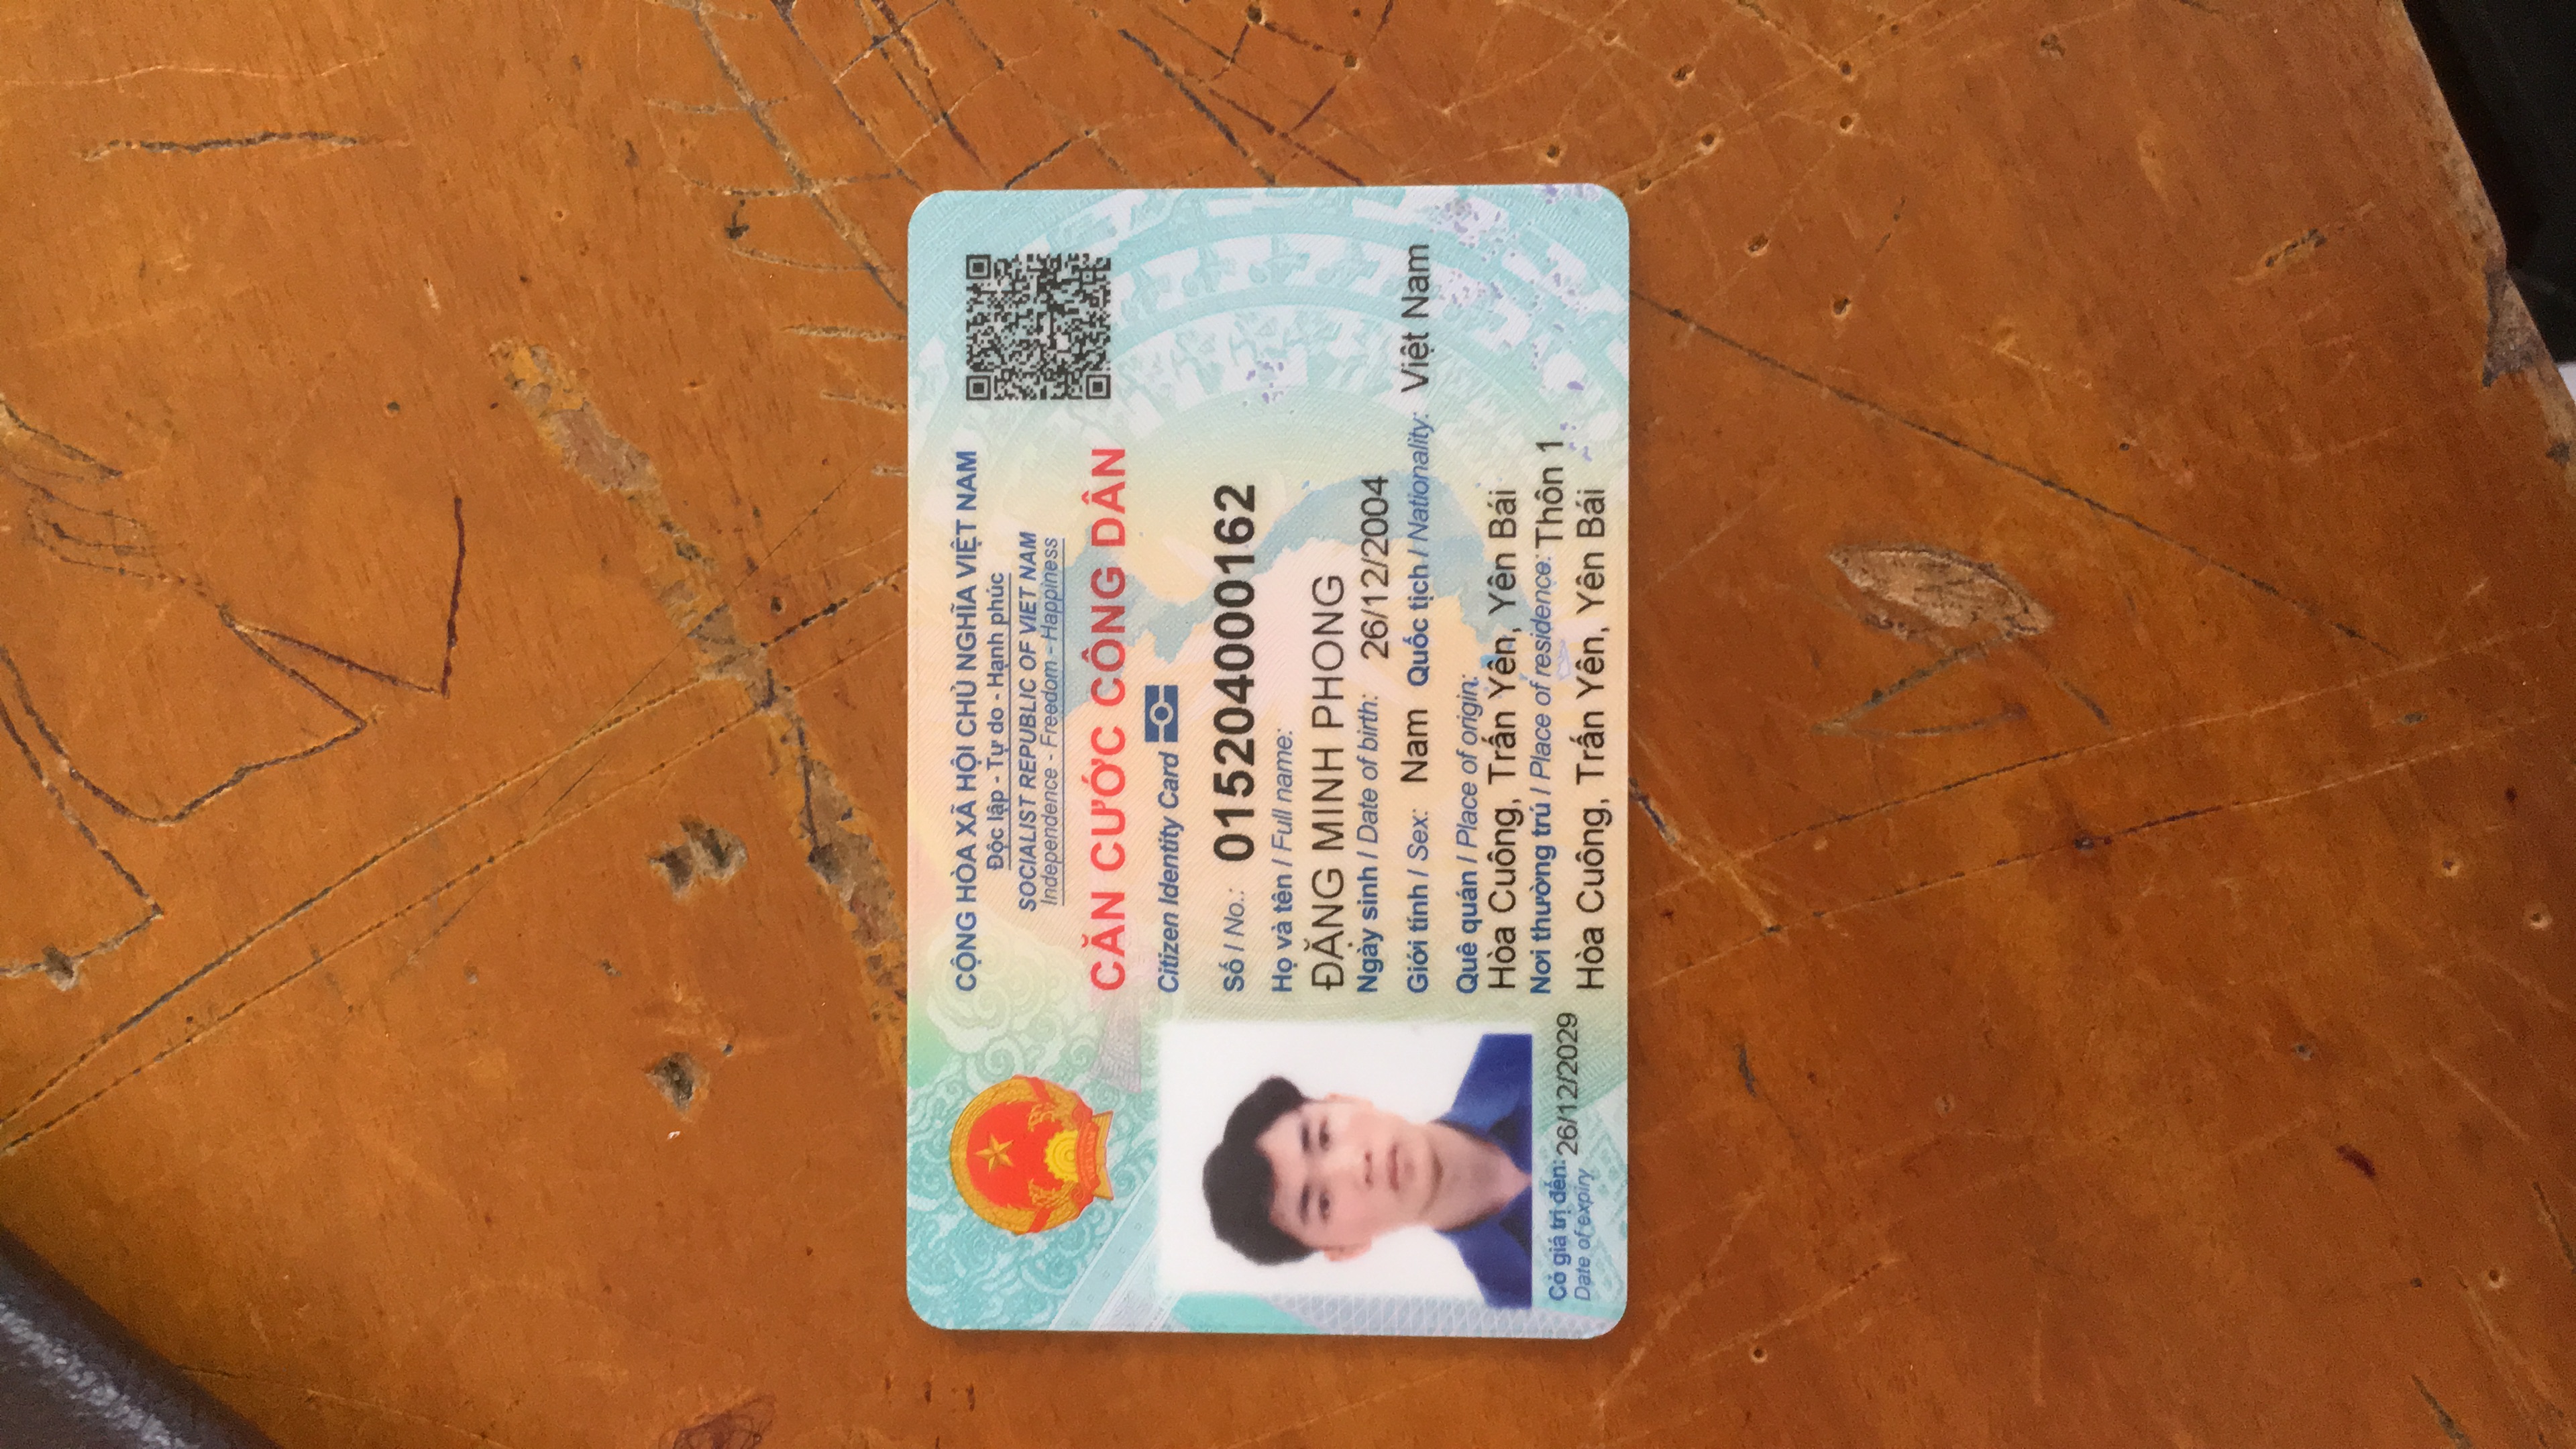 CỘNG HÒA XÃ HỘI CHỦ NGHĨA VIỆT NAM
Độc lập - Tự do - Hạnh phúc
SOCIALIST REPUBLIC OF VIET NAM
Independence - Freedom - Happiness
CĂN CƯỚC CÔNG DÂN
Citizen Identity Card
Số / No.: 015204000162
Họ và tên / Full name:
ĐẶNG MINH PHONG
Ngày sinh / Date of birth: 26/12/2004
Giới tính / Sex: Nam Quốc tịch / Nationality: Việt Nam
Quê quán / Place of origin:
Hòa Cuông, Trấn Yên, Yên Bái
Nơi thường trú / Place of residence: Thôn 1
Hòa Cuông, Trấn Yên, Yên Bái
Có giá trị đến: 26/12/2029
Date of expiry
VIỆT NAM